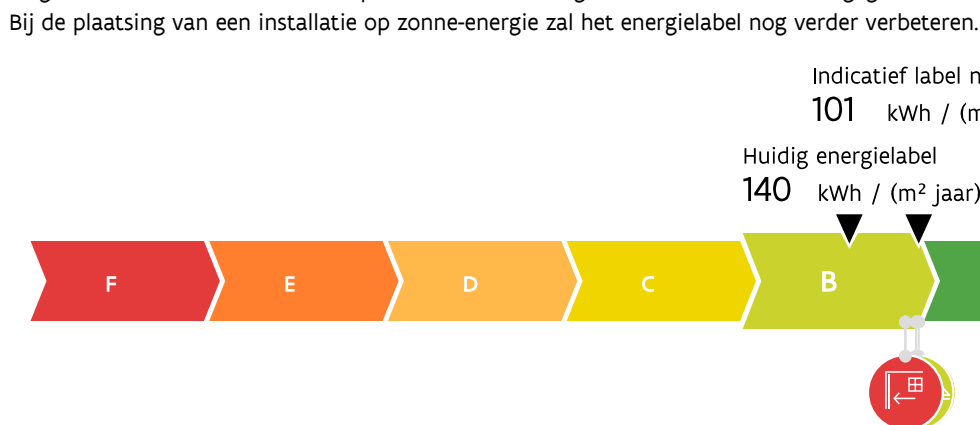 Bij de plaatsing van een installatie op zonne-energie zal het energielabel nog verder verbeteren.
Indicatief label
101 kWh / (m
Huidig energielabel
140 kWh / (m² jaar)
F E D C B